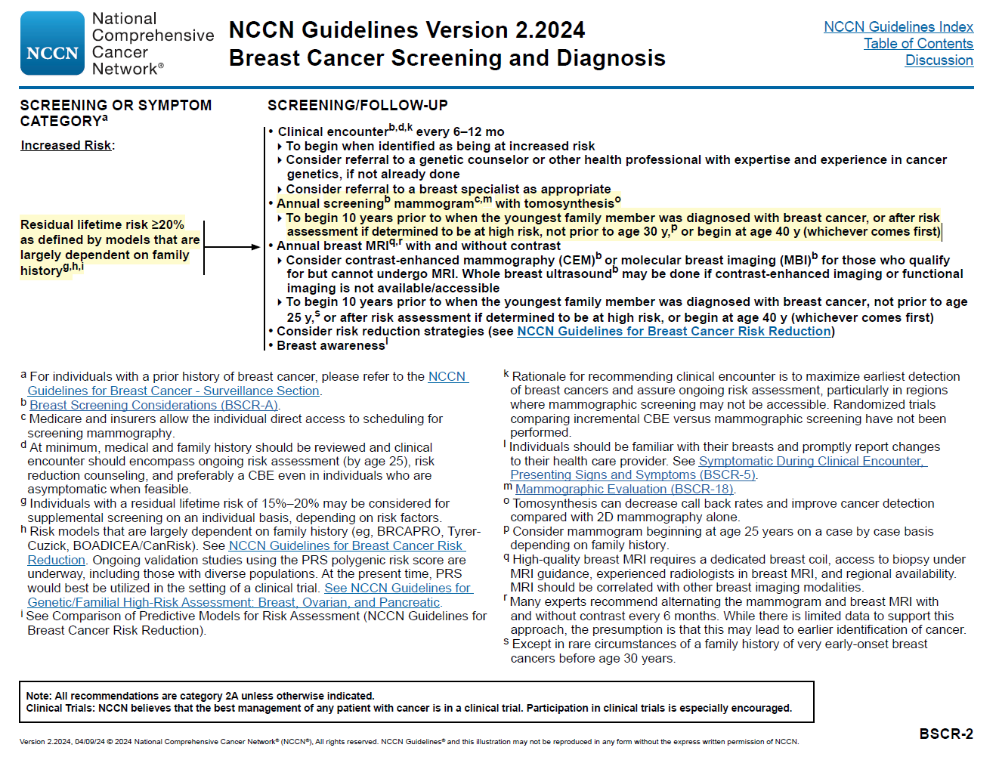 National
Comprehensive
NCCN Cancer
Network®
NCCN Guidelines Version 2.2024
Breast Cancer Screening and Diagnosis
NCCN Guidelines Index
Table of Contents
Discussion
SCREENING OR SYMPTOM
CATEGORYa
Increased Risk:
Residual lifetime risk ≥20%
as defined by models that are
largely dependent on family
historyg,h,i
SCREENING/FOLLOW-UP
• Clinical encounterb,d,k every 6–12 mo
To begin when identified as being at increased risk
Consider referral to a genetic counselor or other health professional with expertise and experience in cancer
genetics, if not already done
Consider referral to a breast specialist as appropriate
• Annual screeningb mammogramc,m with tomosynthesiso
To begin 10 years prior to when the youngest family member was diagnosed with breast cancer, or after risk
assessment if determined to be at high risk, not prior to age 30 y,p or begin at age 40 y (whichever comes first)
• Annual breast MRIq,r with and without contrast
Consider contrast-enhanced mammography (CEM)b or molecular breast imaging (MBI)b for those who qualify
for but cannot undergo MRI. Whole breast ultrasoundb may be done if contrast-enhanced imaging or functional
imaging is not available/accessible
To begin 10 years prior to when the youngest family member was diagnosed with breast cancer, not prior to age
25 y,s or after risk assessment if determined to be at high risk, or begin at age 40 y (whichever comes first)
• Consider risk reduction strategies (see NCCN Guidelines for Breast Cancer Risk Reduction)
• Breast awarenessl
a For individuals with a prior history of breast cancer, please refer to the NCCN
Guidelines for Breast Cancer - Surveillance Section.
b Breast Screening Considerations (BSCR-A).
c Medicare and insurers allow the individual direct access to scheduling for
screening mammography.
d At minimum, medical and family history should be reviewed and clinical
encounter should encompass ongoing risk assessment (by age 25), risk
reduction counseling, and preferably a CBE even in individuals who are
asymptomatic when feasible.
g Individuals with a residual lifetime risk of 15%–20% may be considered for
supplemental screening on an individual basis, depending on risk factors.
h Risk models that are largely dependent on family history (eg, BRCAPRO, Tyrer-
Cuzick, BOADICEA/CanRisk). See NCCN Guidelines for Breast Cancer Risk
Reduction. Ongoing validation studies using the PRS polygenic risk score are
underway, including those with diverse populations. At the present time, PRS
would best be utilized in the setting of a clinical trial. See NCCN Guidelines for
Genetic/Familial High-Risk Assessment: Breast, Ovarian, and Pancreatic.
i See Comparison of Predictive Models for Risk Assessment (NCCN Guidelines for
Breast Cancer Risk Reduction).
k Rationale for recommending clinical encounter is to maximize earliest detection
of breast cancers and assure ongoing risk assessment, particularly in regions
where mammographic screening may not be accessible. Randomized trials
comparing incremental CBE versus mammographic screening have not been
performed.
l Individuals should be familiar with their breasts and promptly report changes
to their health care provider. See Symptomatic During Clinical Encounter,
Presenting Signs and Symptoms (BSCR-5).
m Mammographic Evaluation (BSCR-18).
o Tomosynthesis can decrease call back rates and improve cancer detection
compared with 2D mammography alone.
p Consider mammogram beginning at age 25 years on a case by case basis
depending on family history.
q High-quality breast MRI requires a dedicated breast coil, access to biopsy under
MRI guidance, experienced radiologists in breast MRI, and regional availability.
MRI should be correlated with other breast imaging modalities.
r Many experts recommend alternating the mammogram and breast MRI with
and without contrast every 6 months. While there is limited data to support this
approach, the presumption is that this may lead to earlier identification of cancer.
s Except in rare circumstances of a family history of very early-onset breast
cancers before age 30 years.
Note: All recommendations are category 2A unless otherwise indicated.
Clinical Trials: NCCN believes that the best management of any patient with cancer is in a clinical trial. Participation in clinical trials is especially encouraged.
BSCR-2
Version 2.2024, 04/09/24 © 2024 National Comprehensive Cancer Network® (NCCN®), All rights reserved. NCCN Guidelines® and this illustration may not be reproduced in any form without the express written permission of NCCN.